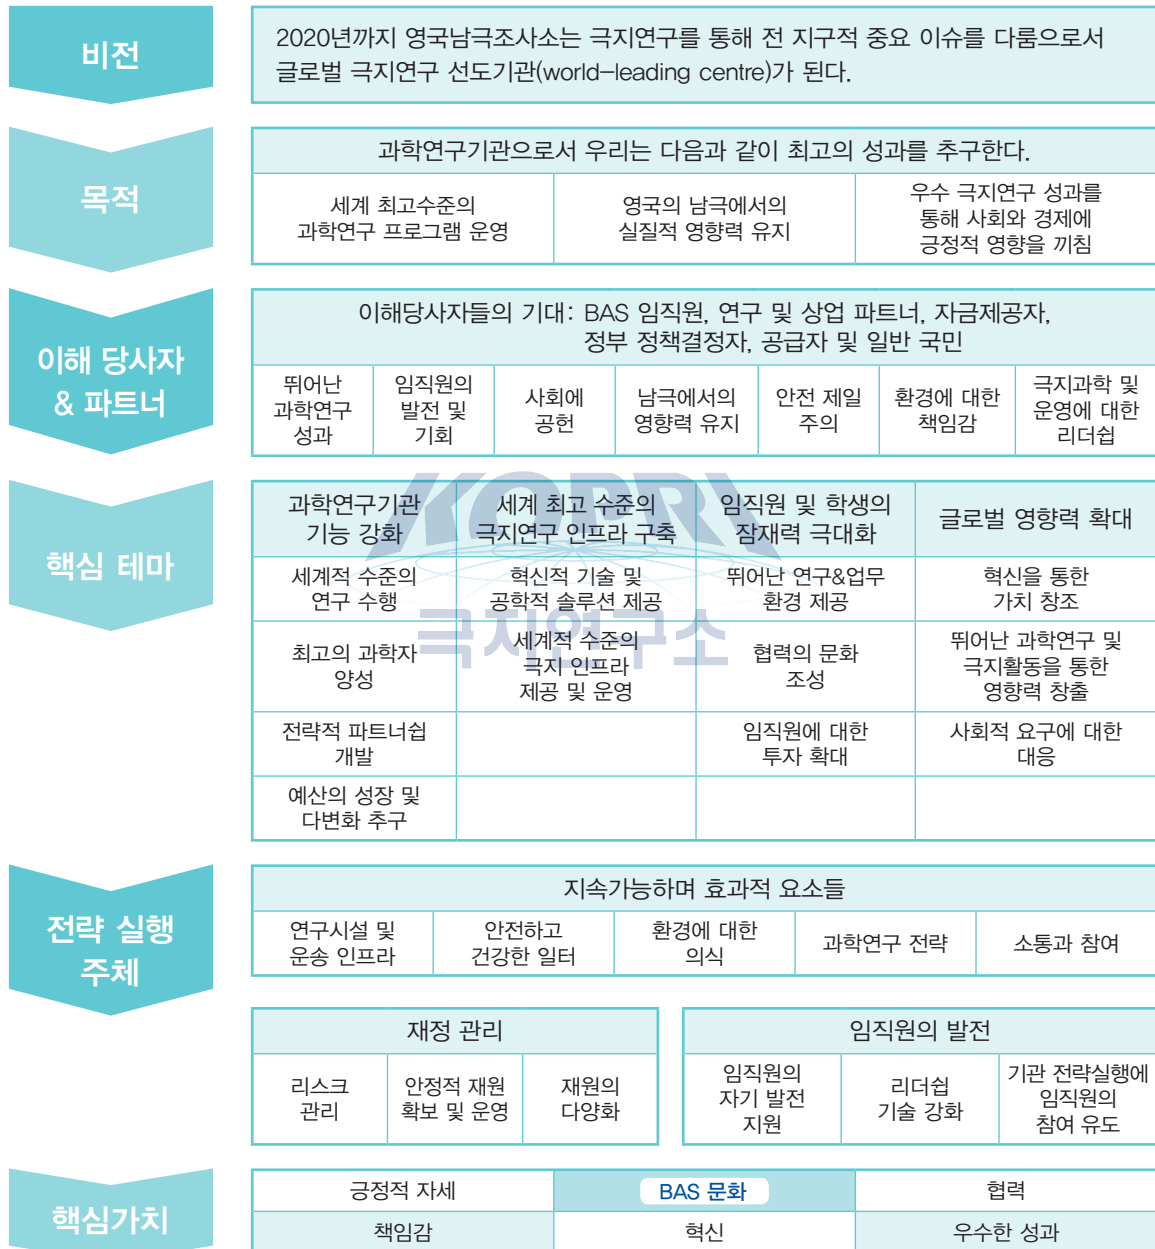 비전
2020년까지 영국남극조사소는 극지연구를 통해 전 지구적 중요 이슈를 다룸으로서
글로벌 극지연구 선도기관(world-leading centre)가 된다.
목적
과학연구기관으로서 우리는 다음과 같이 최고의 성과를 추구한다.
세계 최고수준의
과학연구 프로그램 운영
영국의 남극에서의
실질적 영향력 유지
우수 극지연구 성과를
통해 사회와 경제에
긍정적 영향을 끼침
이해 당사자
& 파트너
이해당사자들의 기대: BAS 임직원, 연구 및 상업 파트너, 자금제공자,
정부 정책결정자, 공급자 및 일반 국민
뛰어난
과학연구
성과
임직원의
발전 및
기회
사회에
공헌
남극에서의
영향력 유지
안전 제일
주의
환경에 대한
책임감
극지과학 및
운영에 대한
리더쉽
핵심 테마
과학연구기관
기능 강화
세계 최고 수준의
극지연구 인프라 구축
임직원 및 학생의
잠재력 극대화
글로벌 영향력 확대
세계적 수준의
연구 수행
혁신적 기술 및
공학적 솔루션 제공
뛰어난 연구&업무
환경 제공
혁신을 통한
가치 창조
최고의 과학자
양성
세계적 수준의
극지 인프라
제공 및 운영
협력의 문화
조성
뛰어난 과학연구 및
극지활동을 통한
영향력 창출
전략적 파트너쉽
개발
임직원에 대한
투자 확대
사회적 요구에 대한
대응
예산의 성장 및
다변화 추구
KOPRI
극지연구소
전략 실행
주체
지속가능하며 효과적 요소들
연구시설 및
운송 인프라
안전하고
건강한 일터
환경에 대한
의식
과학연구 전략
소통과 참여
재정 관리
리스크
관리
안정적 재원
확보 및 운영
재원의
다양화
임직원의 발전
임직원의
자기 발전
지원
리더쉽
기술 강화
기관 전략실행에
임직원의
참여 유도
핵심가치
긍정적 자세
BAS 문화
협력
책임감
혁신
우수한 성과